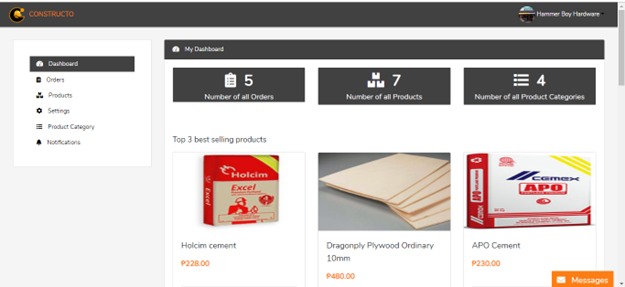 CONSTRUCTO
Hammer Boy Hardware
Dashboard
Orders
Products
Settings
Product Category
Notifications
My Dashboard
5
Number of all Orders
7
Number of all Products
4
Number of all Product Categories
Top 3 best selling products
Holcim
Excel
Holcim cement
₱228.00
Dragonply Plywood Ordinary
10mm
₱480.00
CEMEX
APO
APO Cement
₱230.00
Messages